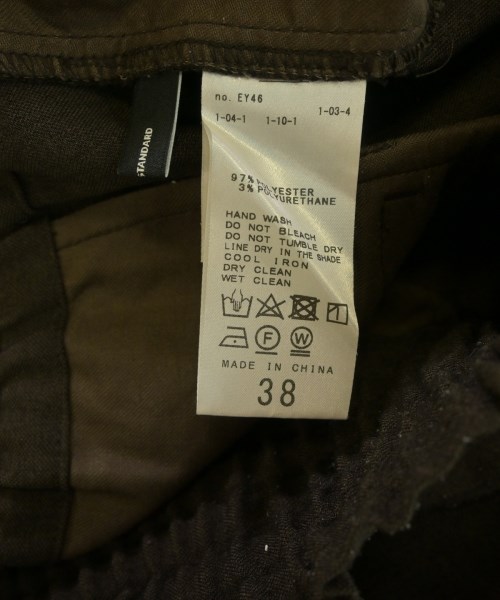 no. EY46
1-03-4
1-04-1 1-10-1
STANDARD
97% POLYESTER
3% POLYURETHANE
HAND WASH
DO NOT BLEACH
DO NOT TUMBLE DRY
LINE DRY IN THE SHADE
COOL IRON
DRY CLEAN
WET CLEAN
F W
MADE IN CHINA
38